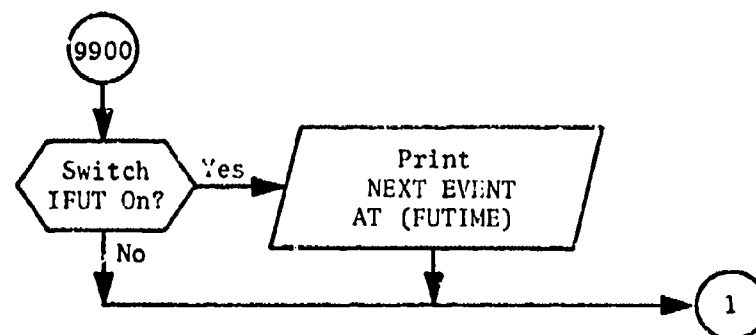 9900
Switch
IFUT On?
Yes
Print
NEXT EVENT
AT (FUTIME)
No
1